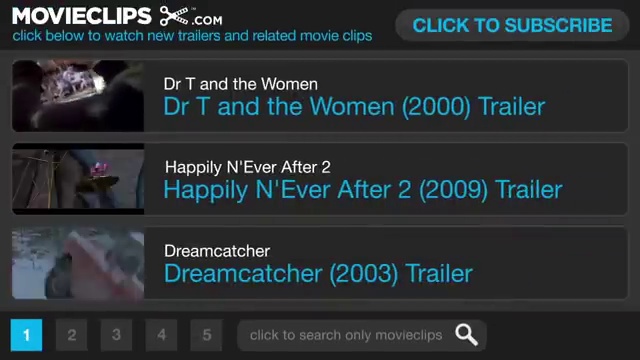 MOVIECLIPS .COM
click below to watch new trailers and related movie clips
CLICK TO SUBSCRIBE
Dr T and the Women
Dr T and the Women (2000) Trailer
Happily N'Ever After 2
Happily N'Ever After 2 (2009) Trailer
Dreamcatcher
Dreamcatcher (2003) Trailer
1 2 3 4 5 click to search only movieclips